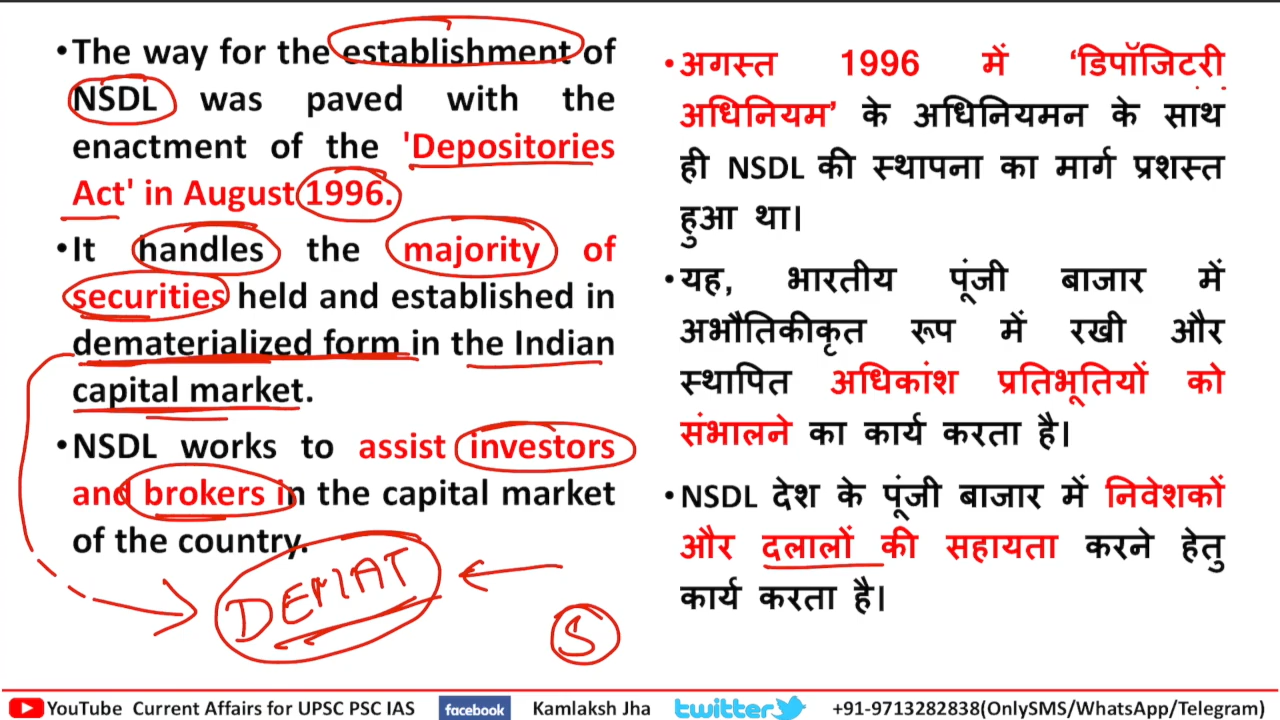 •The way for the establishment of
NSDL was paved with the
enactment of the 'Depositories
Act' in August 1996.
•It handles the majority of
securities held and established in
dematerialized form in the Indian
capital market.
•NSDL works to assist investors
and brokers in the capital market
of the country.
DEMAT
S
•अगस्त 1996 में ‘डिपॉजिटरी
अधिनियम’ के अधिनियमन के साथ
ही NSDL की स्थापना का मार्ग प्रशस्त
हुआ था।
•यह, भारतीय पूंजी बाजार में
अभौतिकीकृत रूप में रखी और
स्थापित अधिकांश प्रतिभूतियों को
संभालने का कार्य करता है।
•NSDL देश के पूंजी बाजार में निवेशकों
और दलालों की सहायता करने हेतु
कार्य करता है।
YouTube Current Affairs for UPSC PSC IAS facebook Kamlaksh Jha twitter +91-9713282838(OnlySMS/WhatsApp/Telegram)